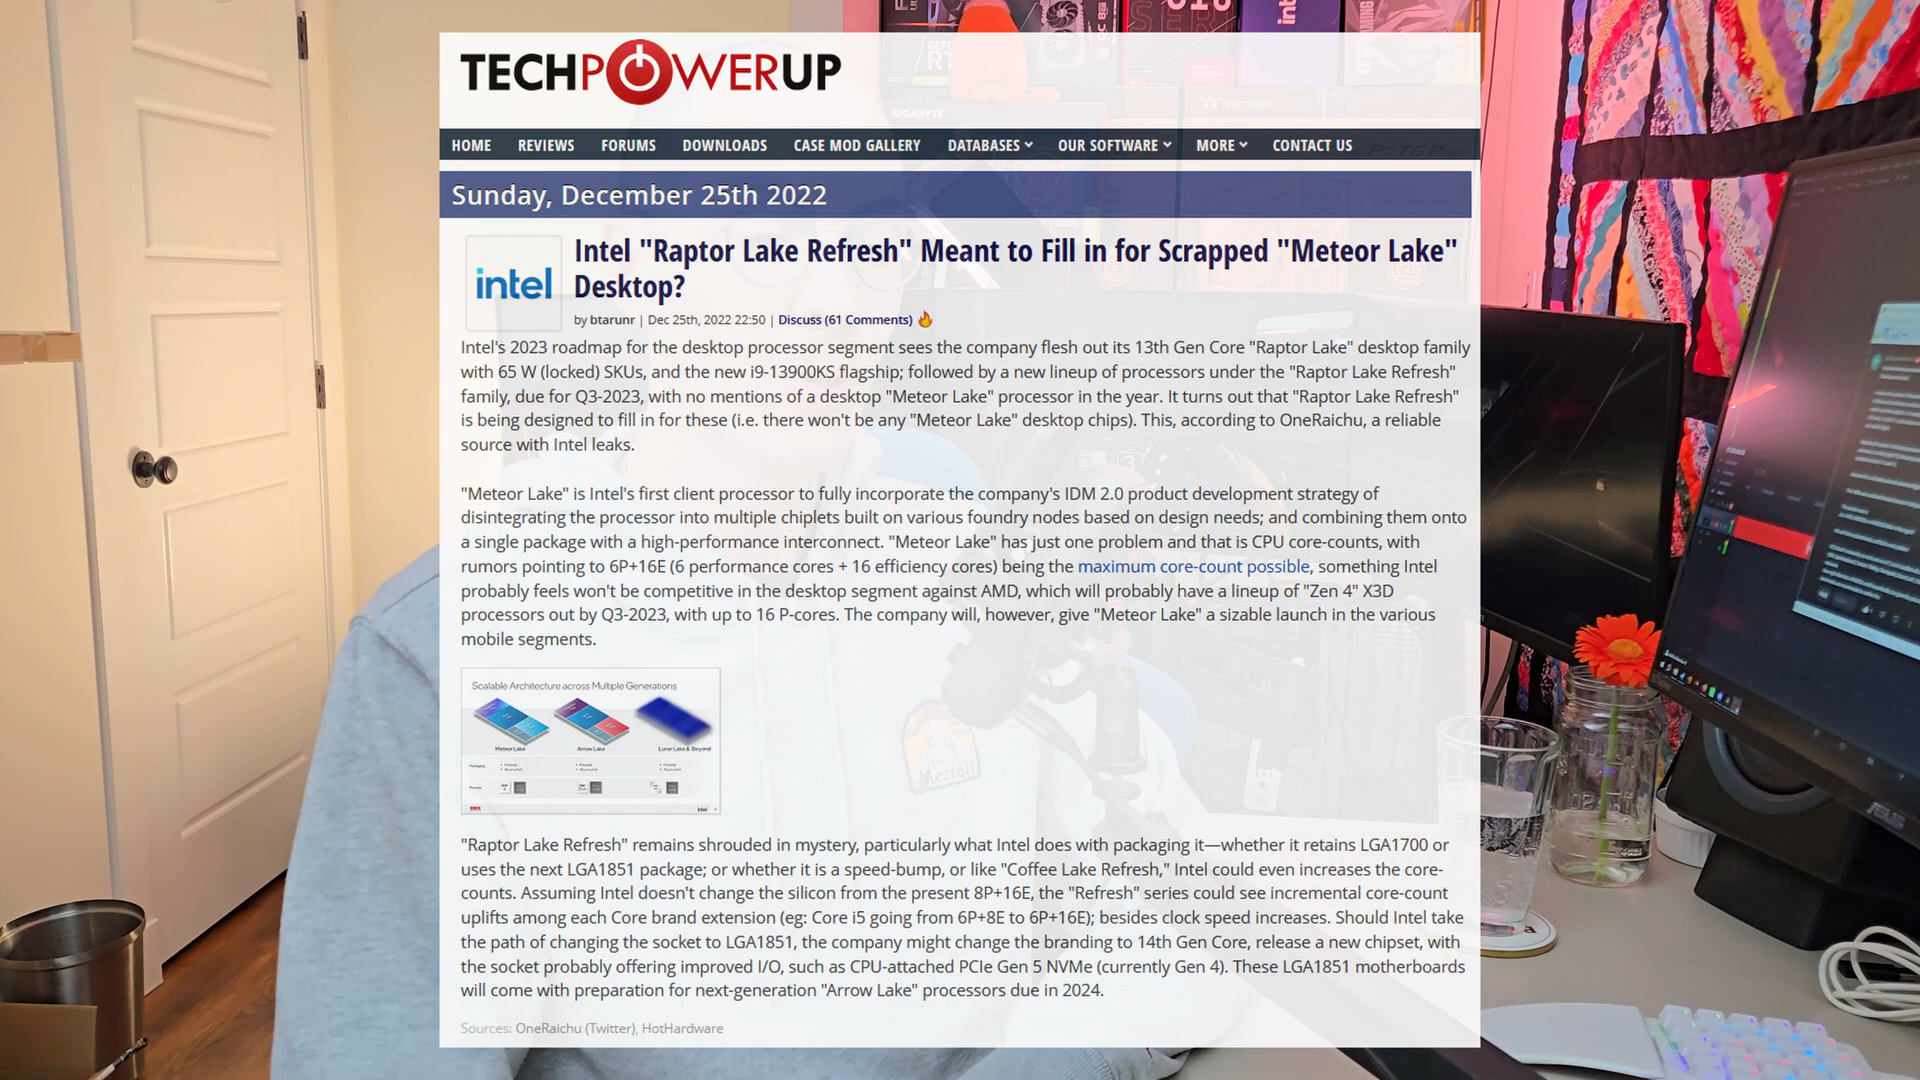 TECHPOWERUP
HOME REVIEWS FORUMS DOWNLOADS CASE MOD GALLERY DATABASES OUR SOFTWARE MORE CONTACT US
Sunday, December 25th 2022
intel
Intel "Raptor Lake Refresh" Meant to Fill in for Scrapped "Meteor Lake"
Desktop?
by btarunr | Dec 25th, 2022 22:50 | Discuss (61 Comments)
Intel's 2023 roadmap for the desktop processor segment sees the company flesh out its 13th Gen Core "Raptor Lake" desktop family
with 65 W (locked) SKUs, and the new i9-13900KS flagship; followed by a new lineup of processors under the "Raptor Lake Refresh"
family, due for Q3-2023, with no mentions of a desktop "Meteor Lake" processor in the year. It turns out that "Raptor Lake Refresh"
is being designed to fill in for these (i.e. there won't be any "Meteor Lake" desktop chips). This, according to OneRaichu, a reliable
source with Intel leaks.
"Meteor Lake" is Intel's first client processor to fully incorporate the company's IDM 2.0 product development strategy of
disintegrating the processor into multiple chiplets built on various foundry nodes based on design needs; and combining them onto
a single package with a high-performance interconnect. "Meteor Lake" has just one problem and that is CPU core-counts, with
rumors pointing to 6P+16E (6 performance cores + 16 efficiency cores) being the maximum core-count possible, something Intel
probably feels won't be competitive in the desktop segment against AMD, which will probably have a lineup of "Zen 4" X3D
processors out by Q3-2023, with up to 16 P-cores. The company will, however, give "Meteor Lake" a sizable launch in the various
mobile segments.
Scalable Architecture across Multiple Generations
Meteor Lake Arrow Lake Lunar Lake & Beyond
intel
"Raptor Lake Refresh" remains shrouded in mystery, particularly what Intel does with packaging it—whether it retains LGA1700 or
uses the next LGA1851 package; or whether it is a speed-bump, or like "Coffee Lake Refresh," Intel could even increases the core-
counts. Assuming Intel doesn't change the silicon from the present 8P+16E, the "Refresh" series could see incremental core-count
uplifts among each Core brand extension (eg: Core i5 going from 6P+8E to 6P+16E); besides clock speed increases. Should Intel take
the path of changing the socket to LGA1851, the company might change the branding to 14th Gen Core, release a new chipset, with
the socket probably offering improved I/O, such as CPU-attached PCIe Gen 5 NVMe (currently Gen 4). These LGA1851 motherboards
will come with preparation for next-generation "Arrow Lake" processors due in 2024.
Sources: OneRaichu (Twitter), HotHardware
GIGABYTE
Merrell